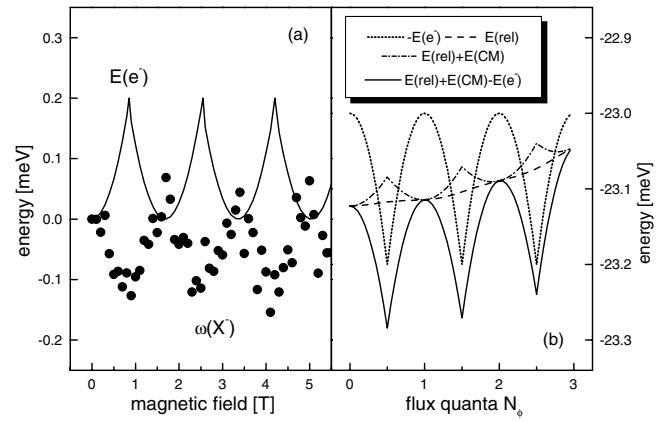 0.3
0.2
0.1
0.0
-0.1
-0.2
energy [meV]
(a)
E(e⁻)
ω(X⁻)
0 1 2 3 4 5
magnetic field [T]
-E(e⁻) E(rel)
E(rel)+E(CM)
E(rel)+E(CM)-E(e⁻)
(b)
0 1 2 3
flux quanta N_ϕ
-22.9
-23.0
-23.1
-23.2
-23.3
energy [meV]